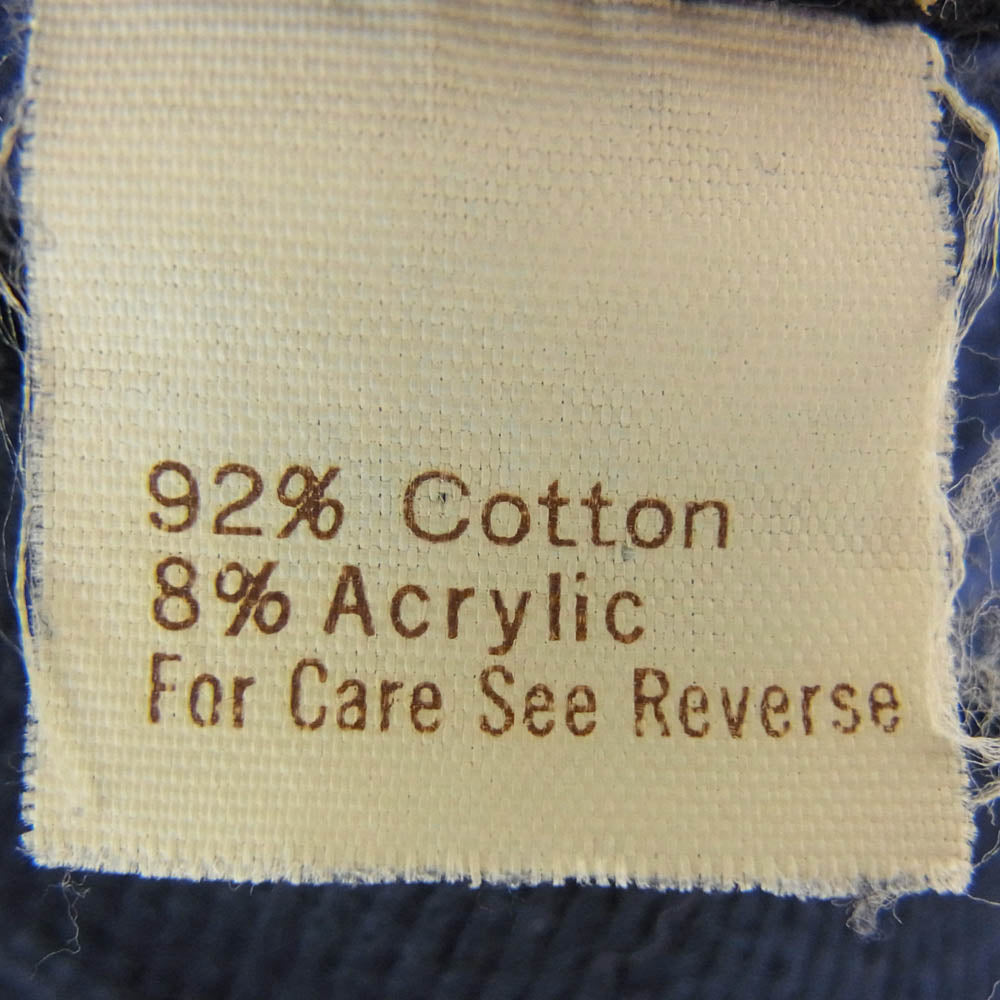 92% Cotton
8% Acrylic
For Care See Reverse